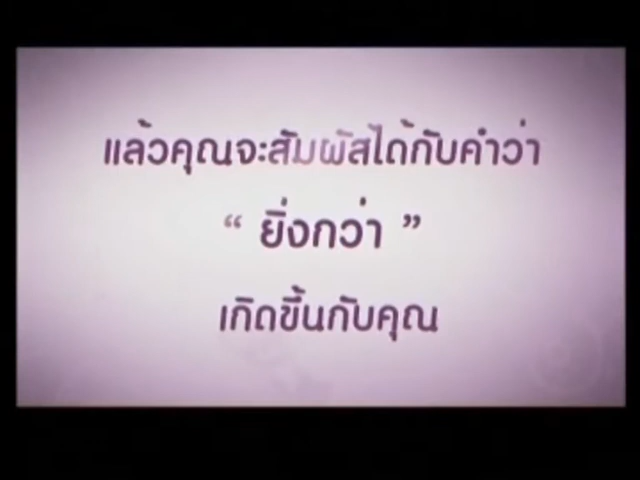 แล้วคุณจะสัมผัสได้กับคำว่า
“ ยิ่งกว่า ”
เกิดขึ้นกับคุณ